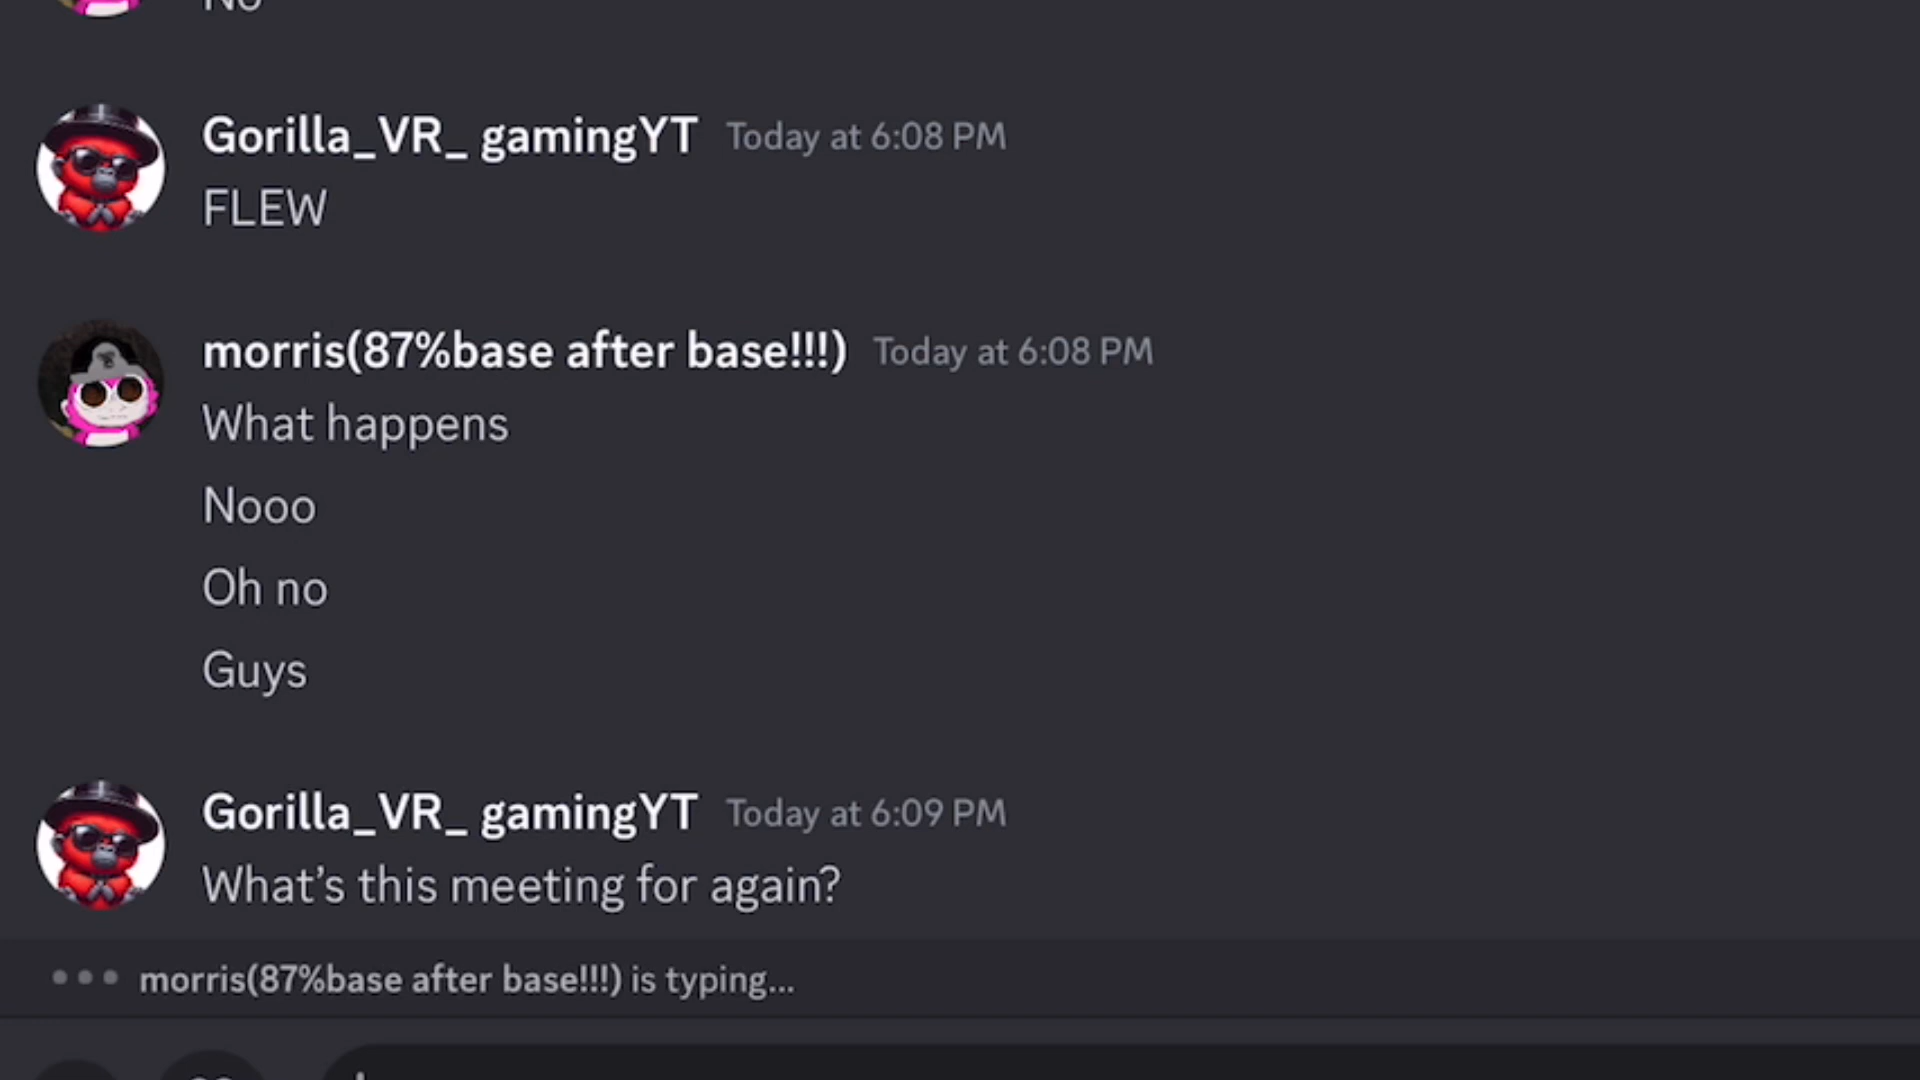 No
Gorilla_VR_ gamingYT Today at 6:08 PM
FLEW
morris(87%base after base!!!) Today at 6:08 PM
What happens
Nooo
Oh no
Guys
Gorilla_VR_ gamingYT Today at 6:09 PM
What’s this meeting for again?
morris(87%base after base!!!) is typing...